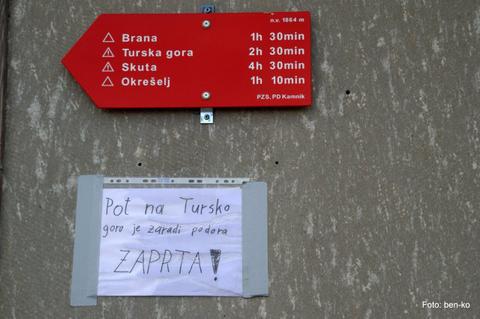 n.v. 1864 m
Brana 1h 30min
Turska gora 2h 30min
Skuta 4h 30min
Okrešelj 1h 10min
PZS, PD Kamnik
Pot na Tursko
goro je zaradi podora
ZAPRTA!
Foto: ben-ko